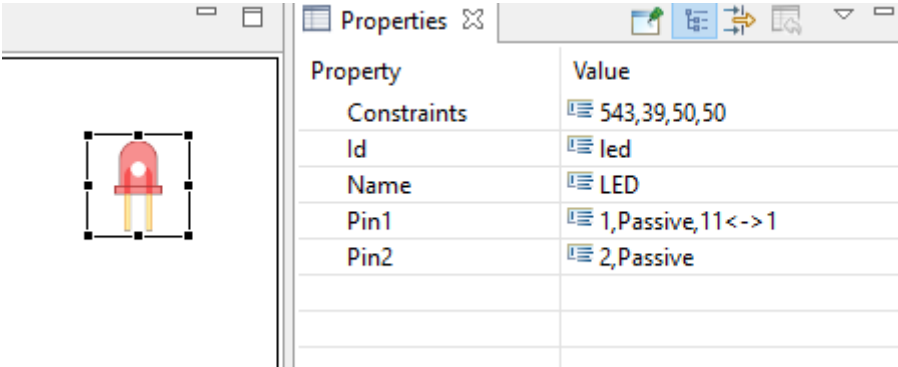 Properties
Property Value
Constraints 543,39,50,50
Id led
Name LED
Pin1 1,Passive,11<->1
Pin2 2,Passive